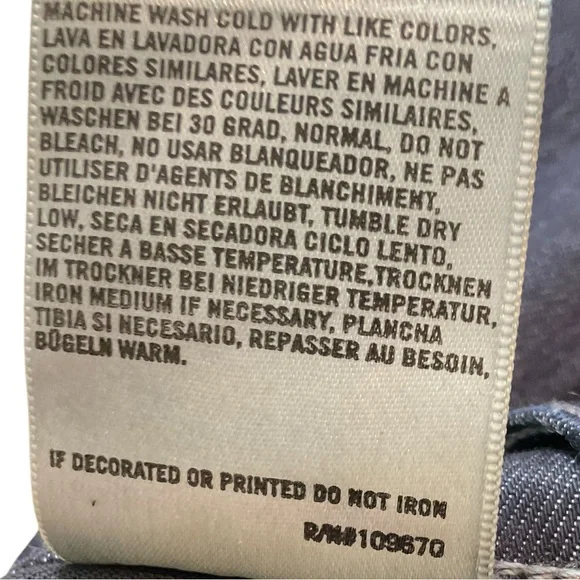 MACHINE WASH COLD WITH LIKE COLORS,
LAVA EN LAVADORA CON AGUA FRIA CON
COLORES SIMILARES, LAVER EN MACHINE A
FROID AVEC DES COULEURS SIMILAIRES,
WASCHEN BEI 30 GRAD, NORMAL, DO NOT
BLEACH, NO USAR BLANQUEADOR, NE PAS
UTILISER D'AGENTS DE BLANCHIMENT,
BLEICHEN NICHT ERLAUBT, TUMBLE DRY
LOW, SECA EN SECADORA CICLO LENTO,
SECHER A BASSE TEMPERATURE,TROCKNEN
IM TROCKNER BEI NIEDRIGER TEMPERATUR,
IRON MEDIUM IF NECESSARY, PLANCHA
TIBIA SI NECESARIO, REPASSER AU BESOIN,
BÜGELN WARM.
IF DECORATED OR PRINTED DO NOT IRON
R/N#109670